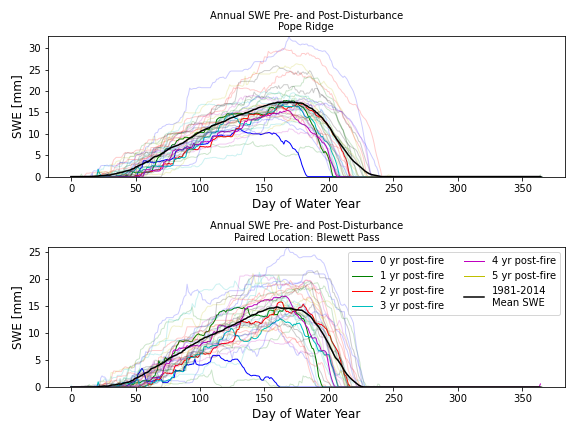 Annual SWE Pre- and Post-Disturbance
Pope Ridge
SWE [mm]
30
25
20
15
10
5
0
0 50 100 150 200 250 300 350
Day of Water Year
Annual SWE Pre- and Post-Disturbance
Paired Location: Blewett Pass
SWE [mm]
25
20
15
10
5
0
0 yr post-fire
1 yr post-fire
2 yr post-fire
3 yr post-fire
4 yr post-fire
5 yr post-fire
1981-2014
Mean SWE
0 50 100 150 200 250 300 350
Day of Water Year